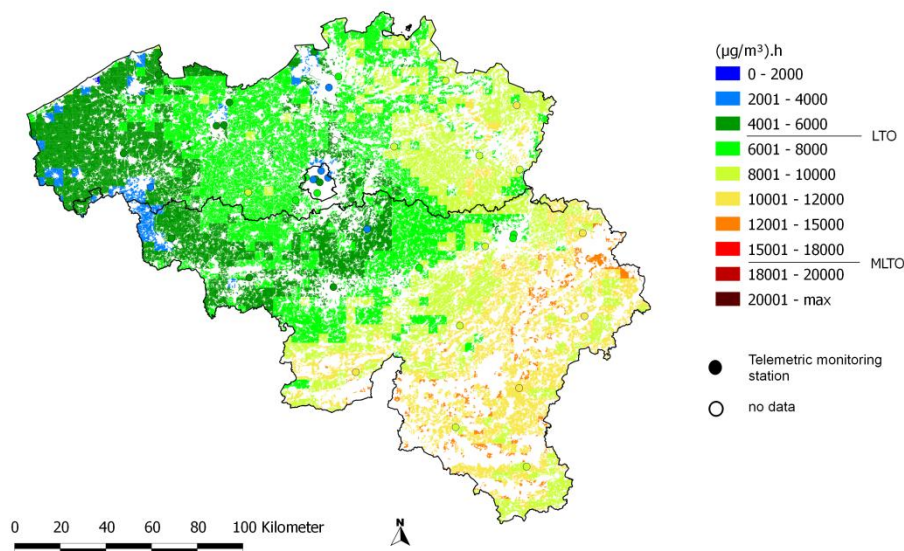 (µg/m³).h
0 - 2000
2001 - 4000
4001 - 6000
LTO
6001 - 8000
8001 - 10000
10001 - 12000
12001 - 15000
15001 - 18000
MLTO
18001 - 20000
20001 - max
Telemetric monitoring
station
no data
0 20 40 60 80 100 Kilometer
N